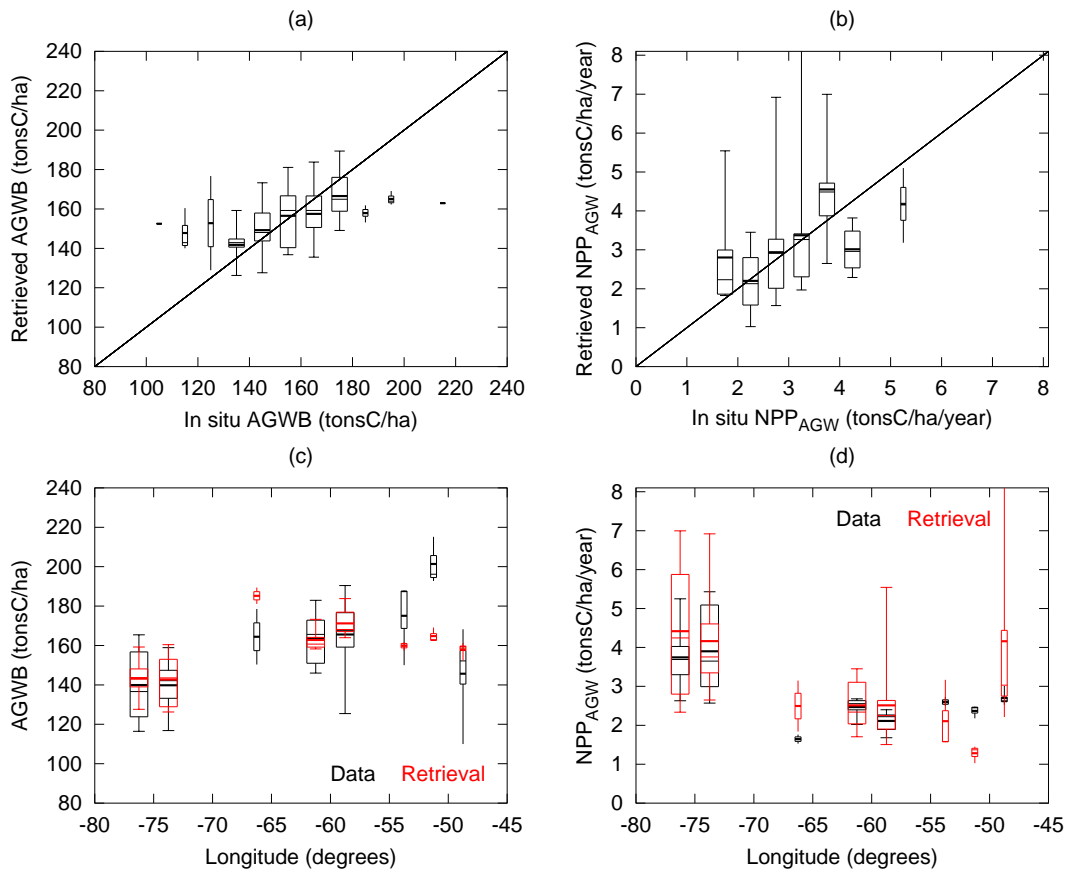 (a)
240
220
200
180
160
140
120
100
80
80 100 120 140 160 180 200 220 240
Retrieved AGWB (tonsC/ha)
In situ AGWB (tonsC/ha)
(b)
8
7
6
5
4
3
2
1
0
0 1 2 3 4 5 6 7 8
Retrieved NPP_AGW (tonsC/ha/year)
In situ NPP_AGW (tonsC/ha/year)
(c)
240
220
200
180
160
140
120
100
80
-80 -75 -70 -65 -60 -55 -50 -45
AGWB (tonsC/ha)
Data Retrieval
Longitude (degrees)
(d)
8
7
6
5
4
3
2
1
0
-80 -75 -70 -65 -60 -55 -50 -45
NPP_AGW (tonsC/ha/year)
Data Retrieval
Longitude (degrees)